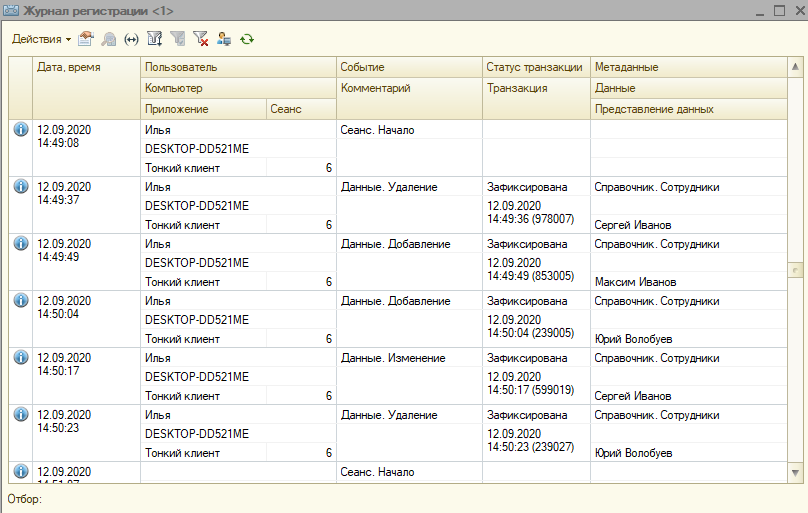 Журнал регистрации <1>
Действия
Дата, время Пользователь Событие Статус транзакции Метаданные
Компьютер Комментарий Транзакция Данные
Приложение Сеанс Представление данных
12.09.2020 Илья Сеанс. Начало
14:49:08 DESKTOP-DD521ME
Тонкий клиент 6
12.09.2020 Илья Данные. Удаление Зафиксирована Справочник. Сотрудники
14:49:37 DESKTOP-DD521ME 12.09.2020
14:49:36 (978007)
Тонкий клиент 6 Сергей Иванов
12.09.2020 Илья Данные. Добавление Зафиксирована Справочник. Сотрудники
14:49:49 DESKTOP-DD521ME 12.09.2020
14:49:49 (853005)
Тонкий клиент 6 Максим Иванов
12.09.2020 Илья Данные. Добавление Зафиксирована Справочник. Сотрудники
14:50:04 DESKTOP-DD521ME 12.09.2020
14:50:04 (239005)
Тонкий клиент 6 Юрий Волобуев
12.09.2020 Илья Данные. Изменение Зафиксирована Справочник. Сотрудники
14:50:17 DESKTOP-DD521ME 12.09.2020
14:50:17 (599019)
Тонкий клиент 6 Сергей Иванов
12.09.2020 Илья Данные. Удаление Зафиксирована Справочник. Сотрудники
14:50:23 DESKTOP-DD521ME 12.09.2020
14:50:23 (239027)
Тонкий клиент 6 Юрий Волобуев
12.09.2020 Сеанс. Начало
Отбор: